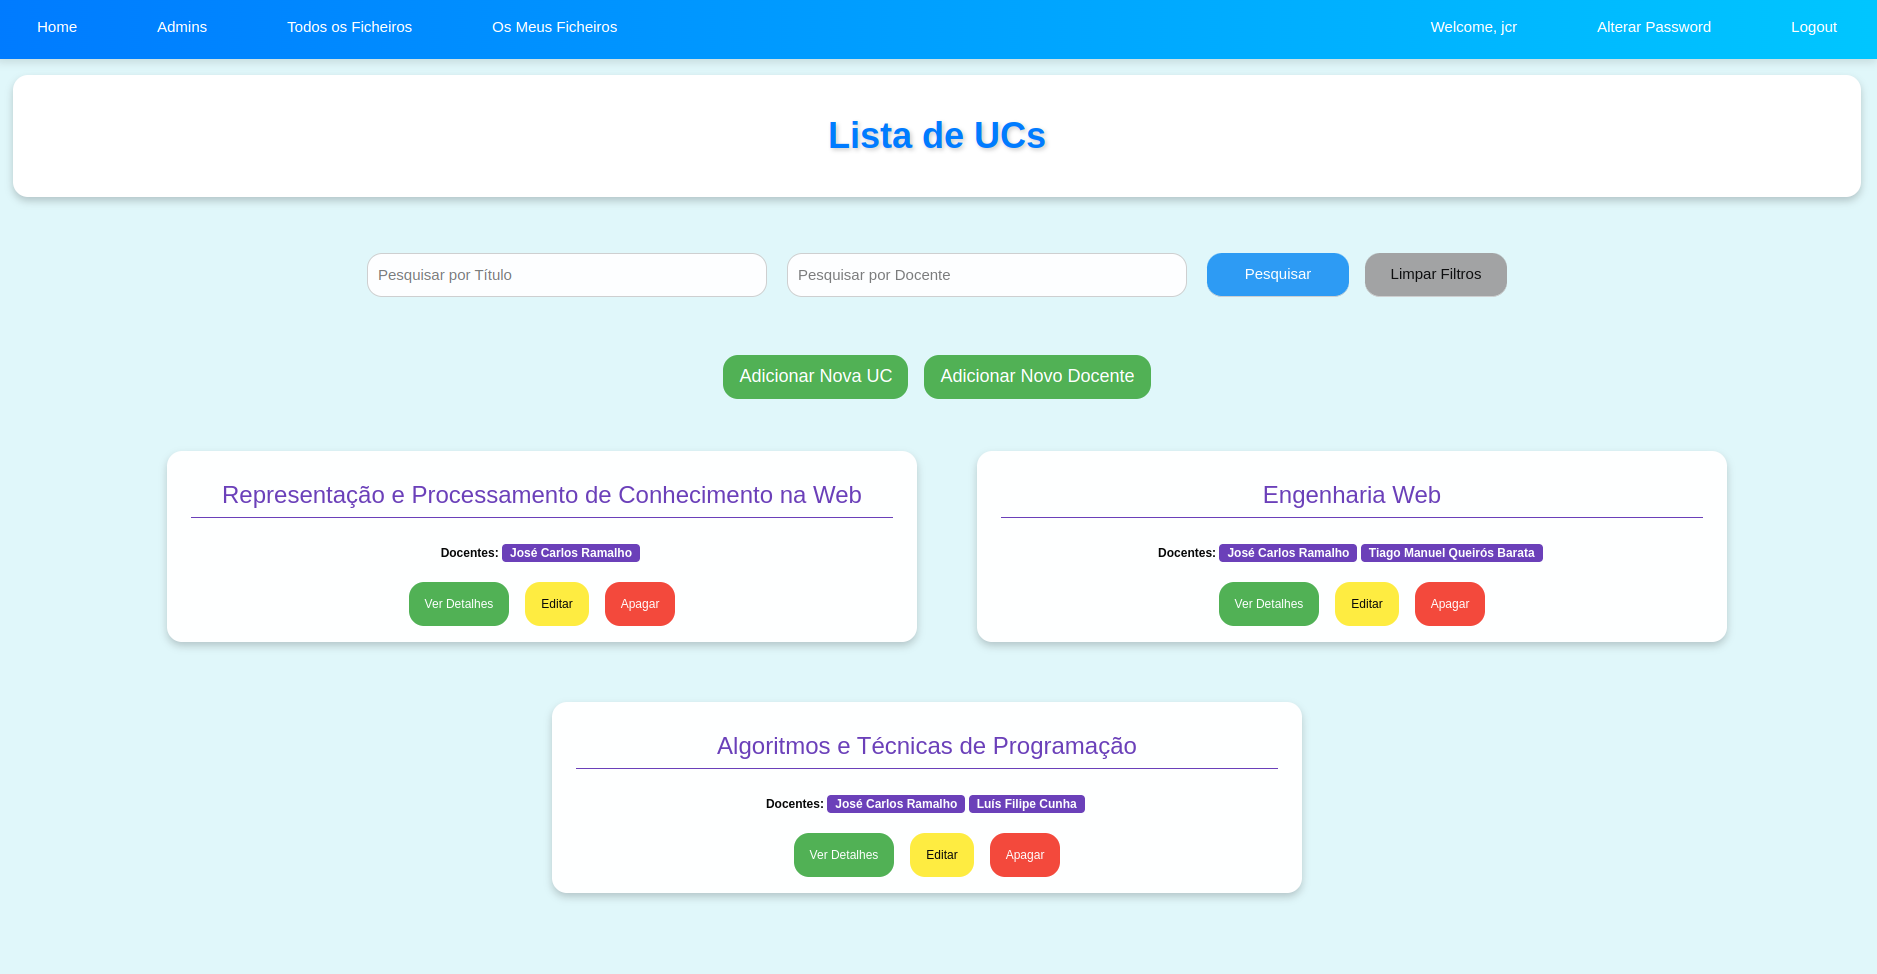 Home Admins Todos os Ficheiros Os Meus Ficheiros Welcome, jcr Alterar Password Logout
Lista de UCs
Pesquisar por Título Pesquisar por Docente Pesquisar Limpar Filtros
Adicionar Nova UC Adicionar Novo Docente
Representação e Processamento de Conhecimento na Web
Docentes: José Carlos Ramalho
Ver Detalhes Editar Apagar
Engenharia Web
Docentes: José Carlos Ramalho Tiago Manuel Queirós Barata
Ver Detalhes Editar Apagar
Algoritmos e Técnicas de Programação
Docentes: José Carlos Ramalho Luís Filipe Cunha
Ver Detalhes Editar Apagar